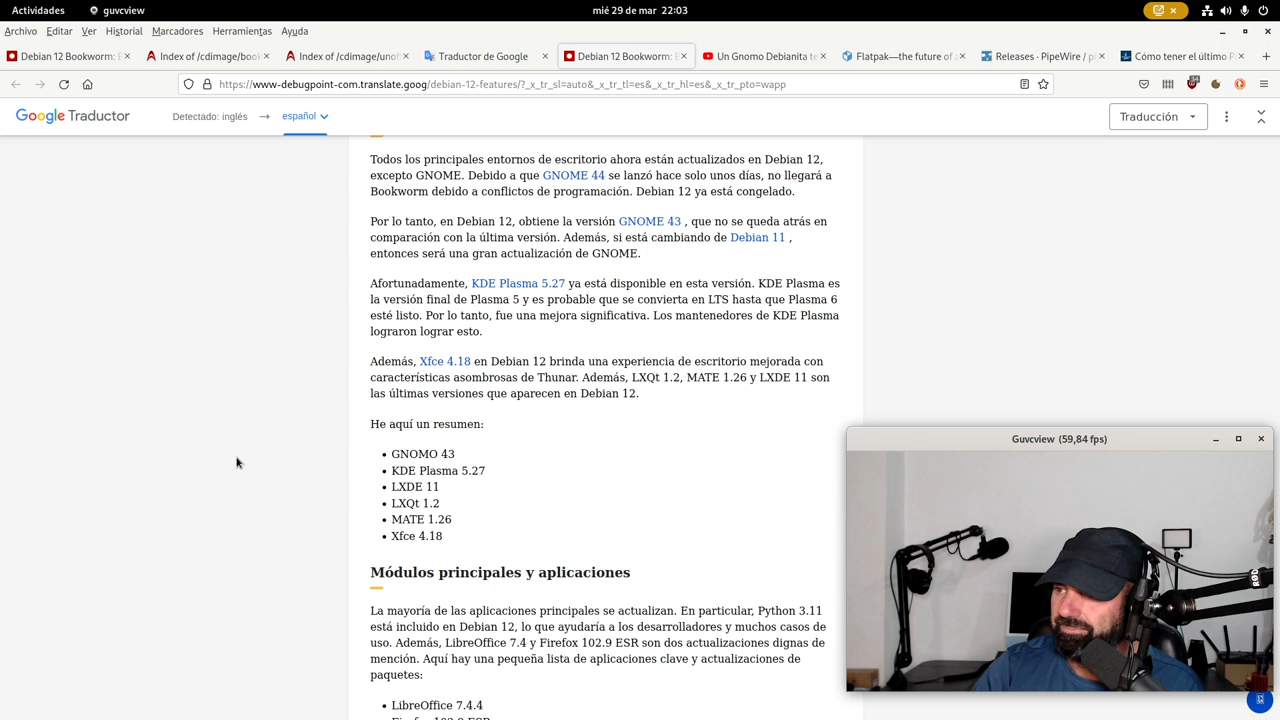 Actividades guvcview mié 29 de mar 22:03
Archivo Editar Ver Historial Marcadores Herramientas Ayuda
Debian 12 Bookworm: Index of /cdimage/book Index of /cdimage/unof Traductor de Google Debian 12 Bookworm: Un Gnomo Debianita te Flatpak—the future of Releases · PipeWire / pi Cómo tener el último P
https://www-debugpoint-com.translate.goog/debian-12-features/?_x_tr_sl=auto&_x_tr_tl=es&_x_tr_hl=es&_x_tr_pto=wapp
Google Traductor Detectado: inglés → español Traducción
Todos los principales entornos de escritorio ahora están actualizados en Debian 12,
excepto GNOME. Debido a que GNOME 44 se lanzó hace solo unos días, no llegará a
Bookworm debido a conflictos de programación. Debian 12 ya está congelado.
Por lo tanto, en Debian 12, obtiene la versión GNOME 43 , que no se queda atrás en
comparación con la última versión. Además, si está cambiando de Debian 11 ,
entonces será una gran actualización de GNOME.
Afortunadamente, KDE Plasma 5.27 ya está disponible en esta versión. KDE Plasma es
la versión final de Plasma 5 y es probable que se convierta en LTS hasta que Plasma 6
esté listo. Por lo tanto, fue una mejora significativa. Los mantenedores de KDE Plasma
lograron lograr esto.
Además, Xfce 4.18 en Debian 12 brinda una experiencia de escritorio mejorada con
características asombrosas de Thunar. Además, LXQt 1.2, MATE 1.26 y LXDE 11 son
las últimas versiones que aparecen en Debian 12.
He aquí un resumen:
• GNOMO 43
• KDE Plasma 5.27
• LXDE 11
• LXQt 1.2
• MATE 1.26
• Xfce 4.18
Guvcview (59,84 fps)
RØDE
Módulos principales y aplicaciones
La mayoría de las aplicaciones principales se actualizan. En particular, Python 3.11
está incluido en Debian 12, lo que ayudaría a los desarrolladores y muchos casos de
uso. Además, LibreOffice 7.4 y Firefox 102.9 ESR son dos actualizaciones dignas de
mención. Aquí hay una pequeña lista de aplicaciones clave y actualizaciones de
paquetes:
• LibreOffice 7.4.4
Firefox 102.9 ESR